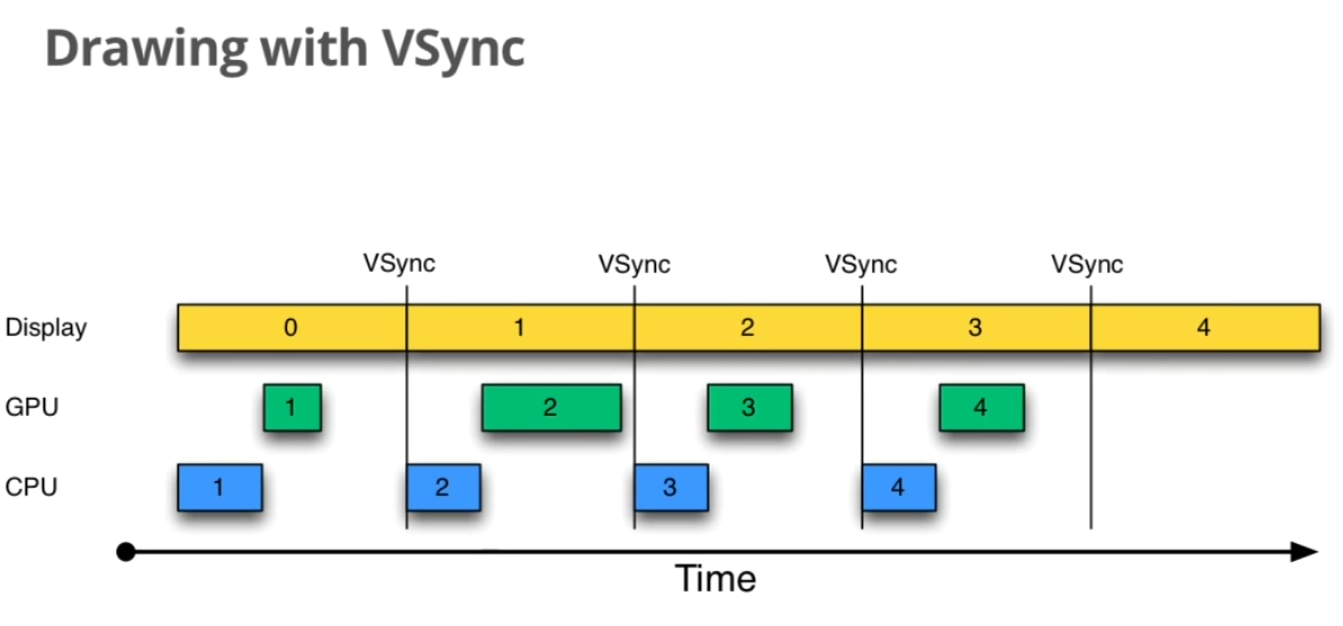 Drawing with VSync
VSync VSync VSync VSync
Display 0 1 2 3 4
GPU 1 2 3 4
CPU 1 2 3 4
Time